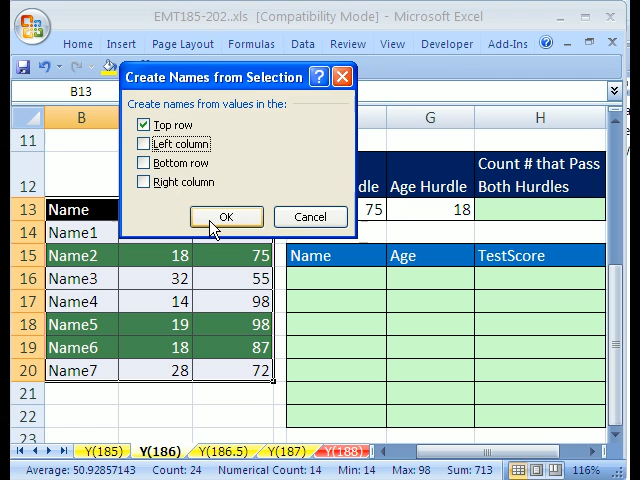 EMT185-202..xls [Compatibility Mode] - Microsoft Excel
Home Insert Page Layout Formulas Data Review View Developer Add-Ins
B13
Create Names from Selection
Create names from values in the:
Top row
Left column
Bottom row
Right column
OK Cancel
B G H
11
12 dle Age Hurdle Count # that Pass
Both Hurdles
13 Name 75 18
14 Name1
15 Name2 18 75 Name Age TestScore
16 Name3 32 55
17 Name4 14 98
18 Name5 19 98
19 Name6 18 87
20 Name7 28 72
21
22
23
Y(185) Y(186) Y(186.5) Y(187) Y(188)
Average: 50.92857143 Count: 24 Numerical Count: 14 Min: 14 Max: 98 Sum: 713 116%